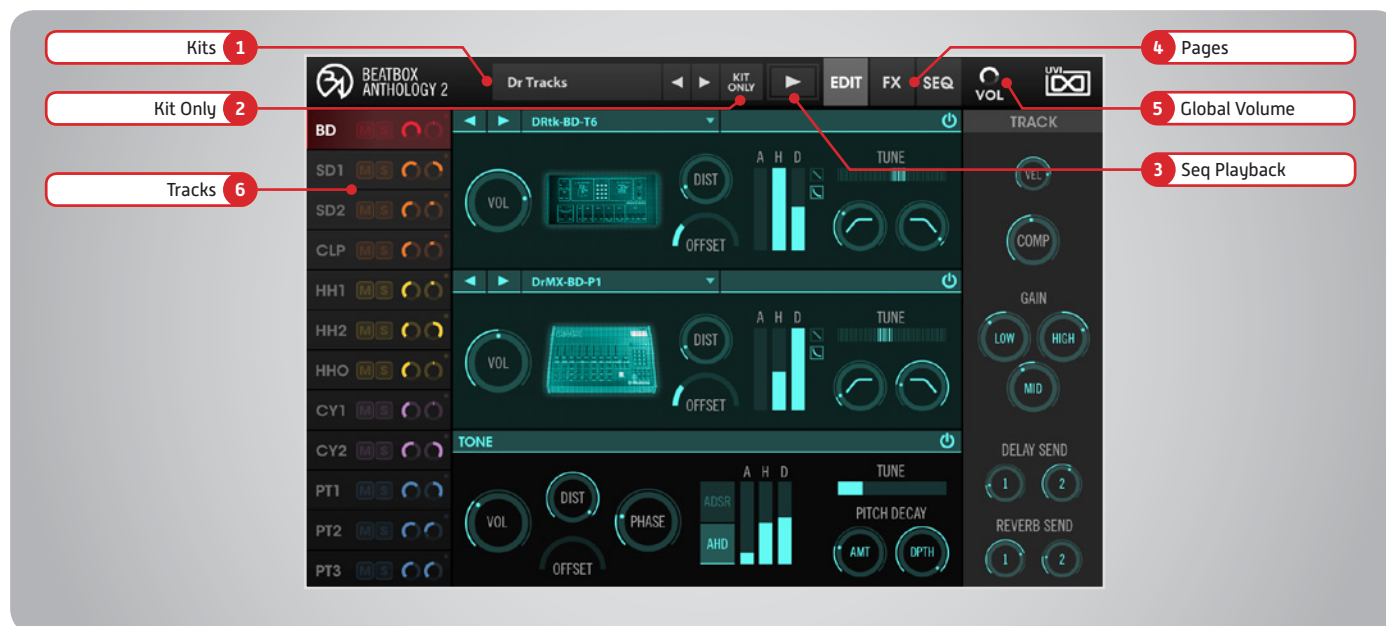 Kits 1
4 Pages
BEATBOX
ANTHOLOGY 2
Dr Tracks
KIT
ONLY
EDIT FX SEQ
VOL
UVI
Kit Only 2
5 Global Volume
BD M S
DRtk-BD-T6
TRACK
SD1 M S
VOL
DIST
OFFSET
A H D
TUNE
VEL
3 Seq Playback
Tracks 6
SD2 M S
CLP M S
COMP
HH1 M S
DrMX-BD-P1
GAIN
HH2 M S
VOL
DIST
OFFSET
A H D
TUNE
LOW HIGH
MID
HHO M S
CY1 M S
CY2 M S
TONE
DELAY SEND
1 2
PT1 M S
VOL
DIST
OFFSET
PHASE
ADSR
AHD
A H D
TUNE
PITCH DECAY
AMT DPTH
PT2 M S
REVERB SEND
1 2
PT3 M S